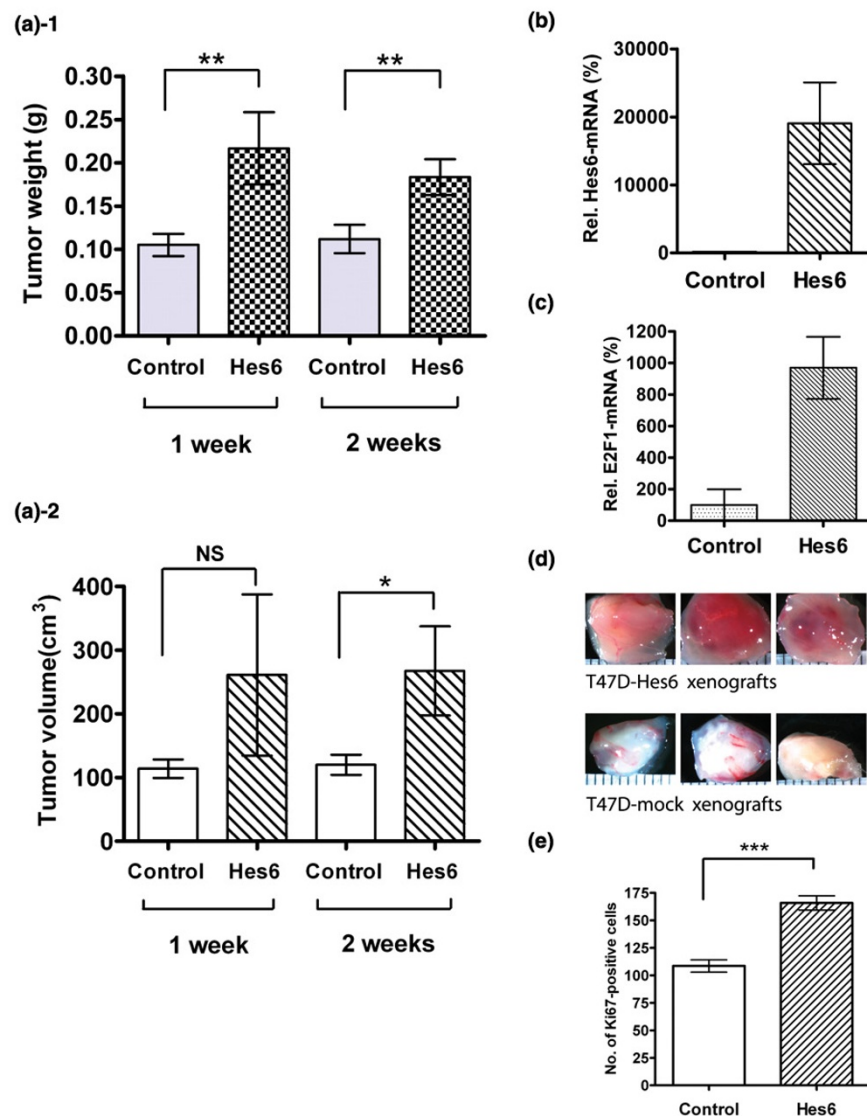 (a)-1
Tumor weight (g)
0.30
0.25
0.20
0.15
0.10
0.05
0.00
**
**
Control
Hes6
Control
Hes6
1 week
2 weeks
(a)-2
Tumor volume(cm³)
400
300
200
100
0
NS
*
Control
Hes6
Control
Hes6
1 week
2 weeks
(b)
Rel. Hes6-mRNA (%)
30000
20000
10000
0
Control
Hes6
(c)
Rel. E2F1-mRNA (%)
1200
1000
800
600
400
200
0
Control
Hes6
(d)
T47D-Hes6 xenografts
T47D-mock xenografts
(e)
No. of Ki67-positive cells
175
150
125
100
75
50
25
0
***
Control
Hes6